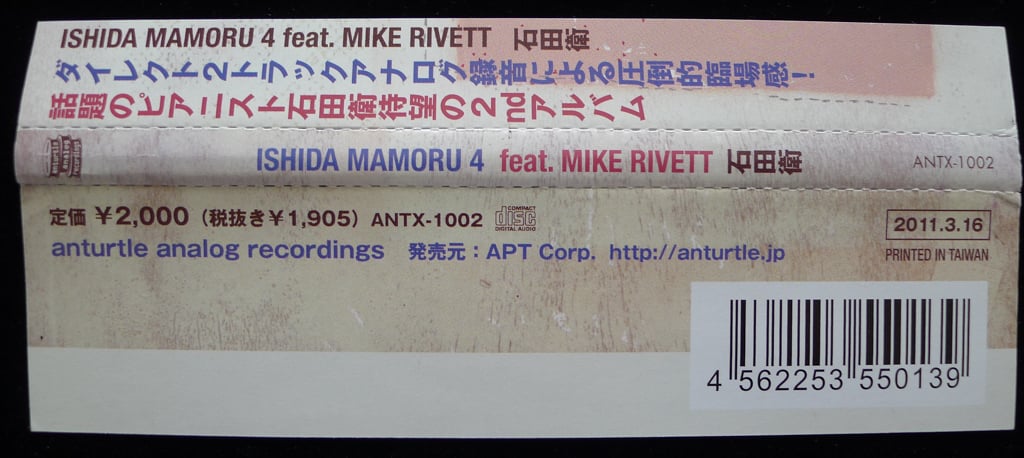 ISHIDA MAMORU 4 feat. MIKE RIVETT 石田衛
ダイレクト2トラックアナログ録音による圧倒的臨場感!
話題のピアニスト石田衛待望の2ndアルバム
anturtle
analog
recordings
ISHIDA MAMORU 4 feat. MIKE RIVETT 石田衛
ANTX-1002
定価 ¥2,000 (税抜き¥1,905) ANTX-1002 COMPACT disc DIGITAL AUDIO
2011.3.16
anturtle analog recordings 発売元:APT Corp. http://anturtle.jp
PRINTED IN TAIWAN
4 562253 550139